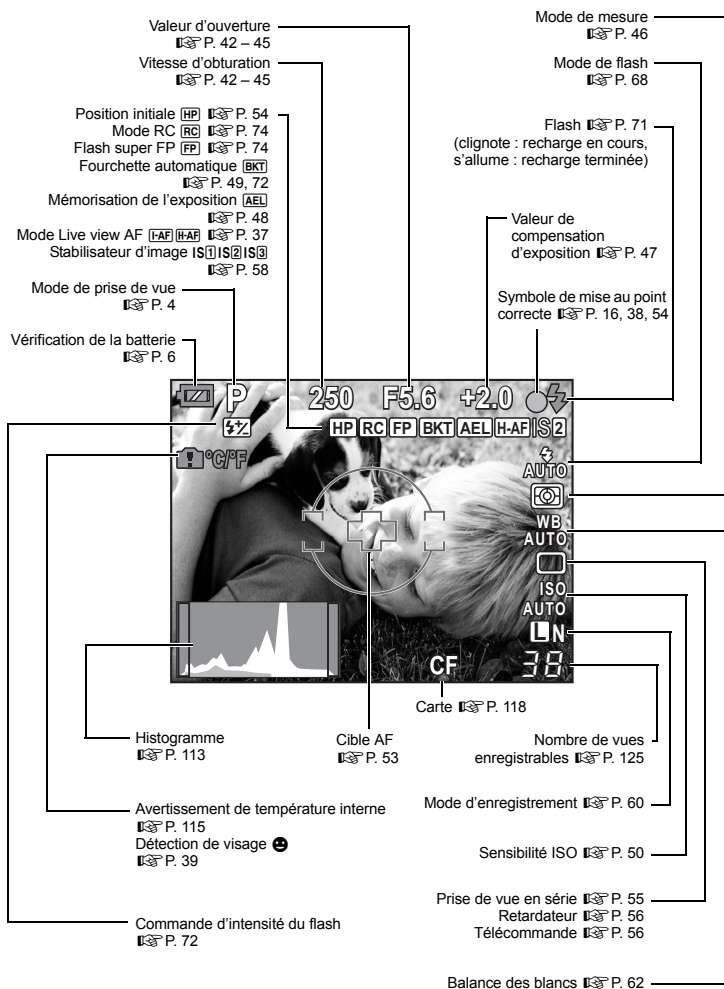 Valeur d'ouverture
☞ P. 42 – 45
Vitesse d'obturation
☞ P. 42 – 45
Position initiale HP ☞ P. 54
Mode RC RC ☞ P. 74
Flash super FP FP ☞ P. 74
Fourchette automatique BKT
☞ P. 49, 72
Mémorisation de l'exposition AEL
☞ P. 48
Mode Live view AF I-AF H-AF ☞ P. 37
Stabilisateur d'image IS1 IS2 IS3
☞ P. 58
Mode de prise de vue
☞ P. 4
Vérification de la batterie
☞ P. 6
Mode de mesure
☞ P. 46
Mode de flash
☞ P. 68
Flash ☞ P. 71
(clignote : recharge en cours,
s'allume : recharge terminée)
Valeur de
compensation
d'exposition ☞ P. 47
Symbole de mise au point
correcte ☞ P. 16, 38, 54
P 250 F5.6 +2.0
HP RC FP BKT AEL H-AF IS 2
°C/°F
AUTO
WB
AUTO
ISO
AUTO
L N
CF 38
Carte ☞ P. 118
Histogramme
☞ P. 113
Cible AF
☞ P. 53
Nombre de vues
enregistrables ☞ P. 125
Avertissement de température interne
☞ P. 115
Détection de visage
☞ P. 39
Mode d'enregistrement ☞ P. 60
Sensibilité ISO ☞ P. 50
Prise de vue en série ☞ P. 55
Retardateur ☞ P. 56
Télécommande ☞ P. 56
Commande d'intensité du flash
☞ P. 72
Balance des blancs ☞ P. 62